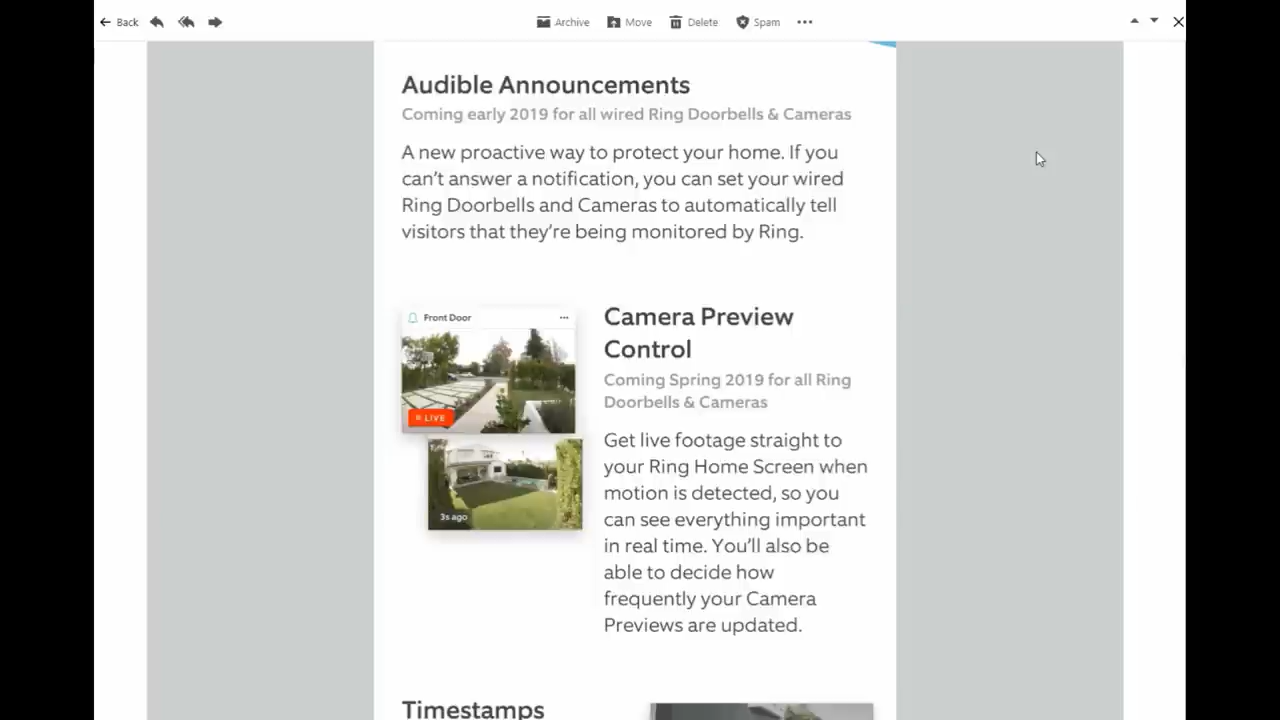 Back
Archive
Move
Delete
Spam
Audible Announcements
Coming early 2019 for all wired Ring Doorbells & Cameras
A new proactive way to protect your home. If you
can't answer a notification, you can set your wired
Ring Doorbells and Cameras to automatically tell
visitors that they're being monitored by Ring.
Front Door
LIVE
3s ago
Camera Preview
Control
Coming Spring 2019 for all Ring
Doorbells & Cameras
Get live footage straight to
your Ring Home Screen when
motion is detected, so you
can see everything important
in real time. You'll also be
able to decide how
frequently your Camera
Previews are updated.
Timestamps